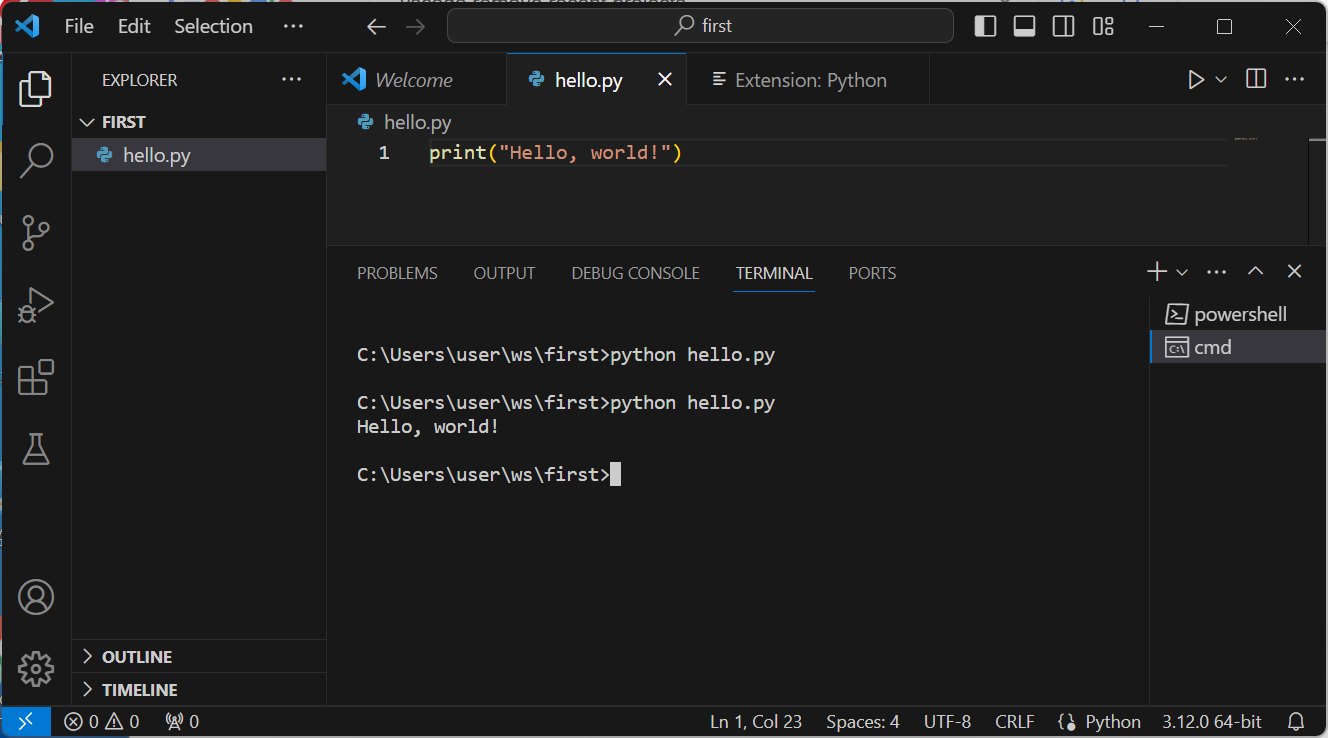 File Edit Selection ··· first
EXPLORER ···
Welcome hello.py Extension: Python
FIRST
hello.py
hello.py
1 print("Hello, world!")
PROBLEMS OUTPUT DEBUG CONSOLE TERMINAL PORTS
powershell
cmd
C:\Users\user\ws\first>python hello.py
C:\Users\user\ws\first>python hello.py
Hello, world!
C:\Users\user\ws\first>
OUTLINE
TIMELINE
0 0 0 Ln 1, Col 23 Spaces: 4 UTF-8 CRLF Python 3.12.0 64-bit